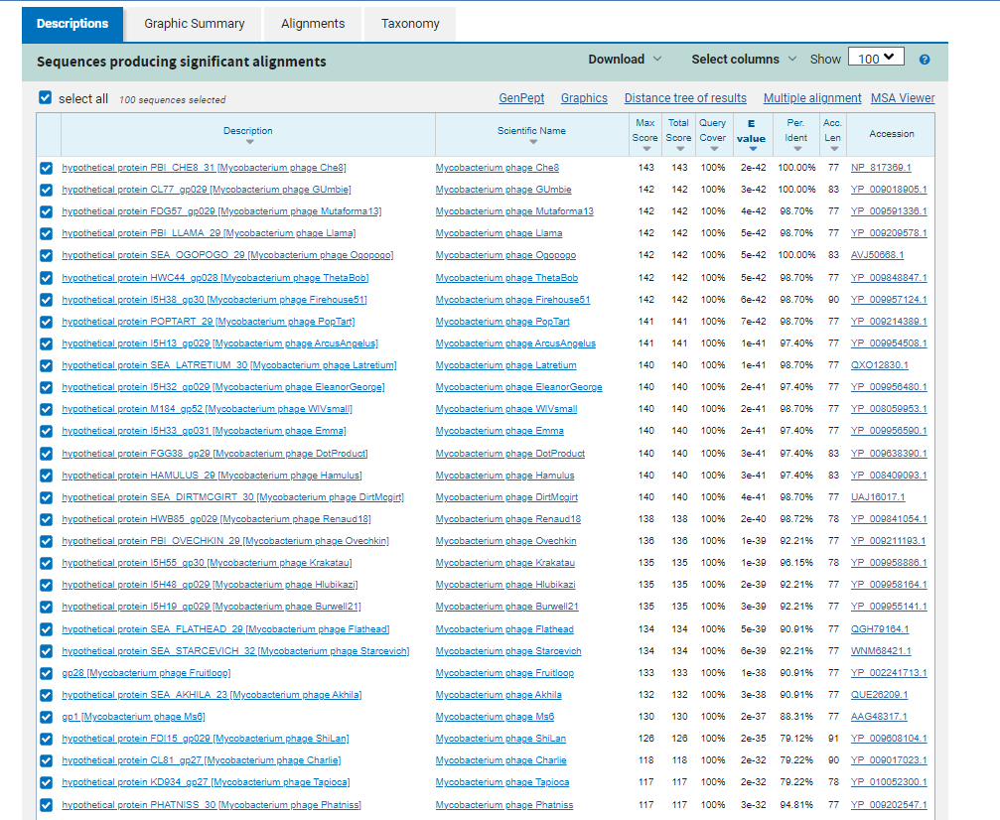 Descriptions Graphic Summary Alignments Taxonomy
Sequences producing significant alignments Download Select columns Show 100
select all 100 sequences selected GenPept Graphics Distance tree of results Multiple alignment MSA Viewer
Description Scientific Name Max Score Total Score Query Cover E value Per. Ident Acc. Len Accession
hypothetical protein PBI_CHE8_31 [Mycobacterium phage Che8] Mycobacterium phage Che8 143 143 100% 2e-42 100.00% 77 NP_817369.1
hypothetical protein CL77_gp029 [Mycobacterium phage GUmbie] Mycobacterium phage GUmbie 142 142 100% 3e-42 100.00% 83 YP_009018905.1
hypothetical protein FDG57_gp029 [Mycobacterium phage Mutaforma13] Mycobacterium phage Mutaforma13 142 142 100% 4e-42 98.70% 77 YP_009591336.1
hypothetical protein PBI_LLAMA_29 [Mycobacterium phage Llama] Mycobacterium phage Llama 142 142 100% 5e-42 98.70% 77 YP_009209578.1
hypothetical protein SEA_OGOPOGO_29 [Mycobacterium phage Ogopogo] Mycobacterium phage Ogopogo 142 142 100% 5e-42 100.00% 83 AVJ50668.1
hypothetical protein HWC44_gp028 [Mycobacterium phage ThetaBob] Mycobacterium phage ThetaBob 142 142 100% 5e-42 98.70% 77 YP_009848847.1
hypothetical protein I5H38_gp30 [Mycobacterium phage Firehouse51] Mycobacterium phage Firehouse51 142 142 100% 6e-42 98.70% 90 YP_009957124.1
hypothetical protein POPTART_29 [Mycobacterium phage PopTart] Mycobacterium phage PopTart 141 141 100% 7e-42 98.70% 77 YP_009214389.1
hypothetical protein I5H13_gp029 [Mycobacterium phage ArcusAngelus] Mycobacterium phage ArcusAngelus 141 141 100% 1e-41 97.40% 77 YP_009954508.1
hypothetical protein SEA_LATRETIUM_30 [Mycobacterium phage Latretium] Mycobacterium phage Latretium 140 140 100% 1e-41 98.70% 77 QXO12830.1
hypothetical protein I5H32_gp029 [Mycobacterium phage EleanorGeorge] Mycobacterium phage EleanorGeorge 140 140 100% 2e-41 97.40% 77 YP_009956480.1
hypothetical protein M184_gp52 [Mycobacterium phage WIVsmall] Mycobacterium phage WIVsmall 140 140 100% 2e-41 98.70% 77 YP_008059953.1
hypothetical protein I5H33_gp031 [Mycobacterium phage Emma] Mycobacterium phage Emma 140 140 100% 2e-41 97.40% 77 YP_009956590.1
hypothetical protein FGG38_gp29 [Mycobacterium phage DotProduct] Mycobacterium phage DotProduct 140 140 100% 3e-41 97.40% 83 YP_009638390.1
hypothetical protein HAMULUS_29 [Mycobacterium phage Hamulus] Mycobacterium phage Hamulus 140 140 100% 3e-41 97.40% 83 YP_008409093.1
hypothetical protein SEA_DIRTMCGIRT_30 [Mycobacterium phage DirtMcgirt] Mycobacterium phage DirtMcgirt 140 140 100% 4e-41 98.70% 77 UAJ16017.1
hypothetical protein HWB85_gp029 [Mycobacterium phage Renaud18] Mycobacterium phage Renaud18 138 138 100% 2e-40 98.72% 78 YP_009841054.1
hypothetical protein PBI_OVECHKIN_29 [Mycobacterium phage Ovechkin] Mycobacterium phage Ovechkin 136 136 100% 1e-39 92.21% 77 YP_009211193.1
hypothetical protein I5H55_gp30 [Mycobacterium phage Krakatau] Mycobacterium phage Krakatau 135 135 100% 1e-39 96.15% 78 YP_009958886.1
hypothetical protein I5H48_gp029 [Mycobacterium phage Hlubikazi] Mycobacterium phage Hlubikazi 135 135 100% 2e-39 92.21% 77 YP_009958164.1
hypothetical protein I5H19_gp029 [Mycobacterium phage Burwell21] Mycobacterium phage Burwell21 135 135 100% 3e-39 92.21% 77 YP_009955141.1
hypothetical protein SEA_FLATHEAD_29 [Mycobacterium phage Flathead] Mycobacterium phage Flathead 134 134 100% 5e-39 90.91% 77 QGH79164.1
hypothetical protein SEA_STARCEVICH_32 [Mycobacterium phage Starcevich] Mycobacterium phage Starcevich 134 134 100% 6e-39 92.21% 77 WNM68421.1
gp28 [Mycobacterium phage Fruitloop] Mycobacterium phage Fruitloop 133 133 100% 1e-38 90.91% 77 YP_002241713.1
hypothetical protein SEA_AKHILA_23 [Mycobacterium phage Akhila] Mycobacterium phage Akhila 132 132 100% 3e-38 90.91% 77 QUE26209.1
gp1 [Mycobacterium phage Ms6] Mycobacterium phage Ms6 130 130 100% 2e-37 88.31% 77 AAG48317.1
hypothetical protein FDI15_gp029 [Mycobacterium phage ShiLan] Mycobacterium phage ShiLan 126 126 100% 2e-35 79.12% 91 YP_009608104.1
hypothetical protein CL81_gp27 [Mycobacterium phage Charlie] Mycobacterium phage Charlie 118 118 100% 2e-32 79.22% 90 YP_009017023.1
hypothetical protein KD934_gp27 [Mycobacterium phage Tapioca] Mycobacterium phage Tapioca 117 117 100% 2e-32 79.22% 78 YP_010052300.1
hypothetical protein PHATNISS_30 [Mycobacterium phage Phatniss] Mycobacterium phage Phatniss 117 117 100% 3e-32 94.81% 77 YP_009202547.1